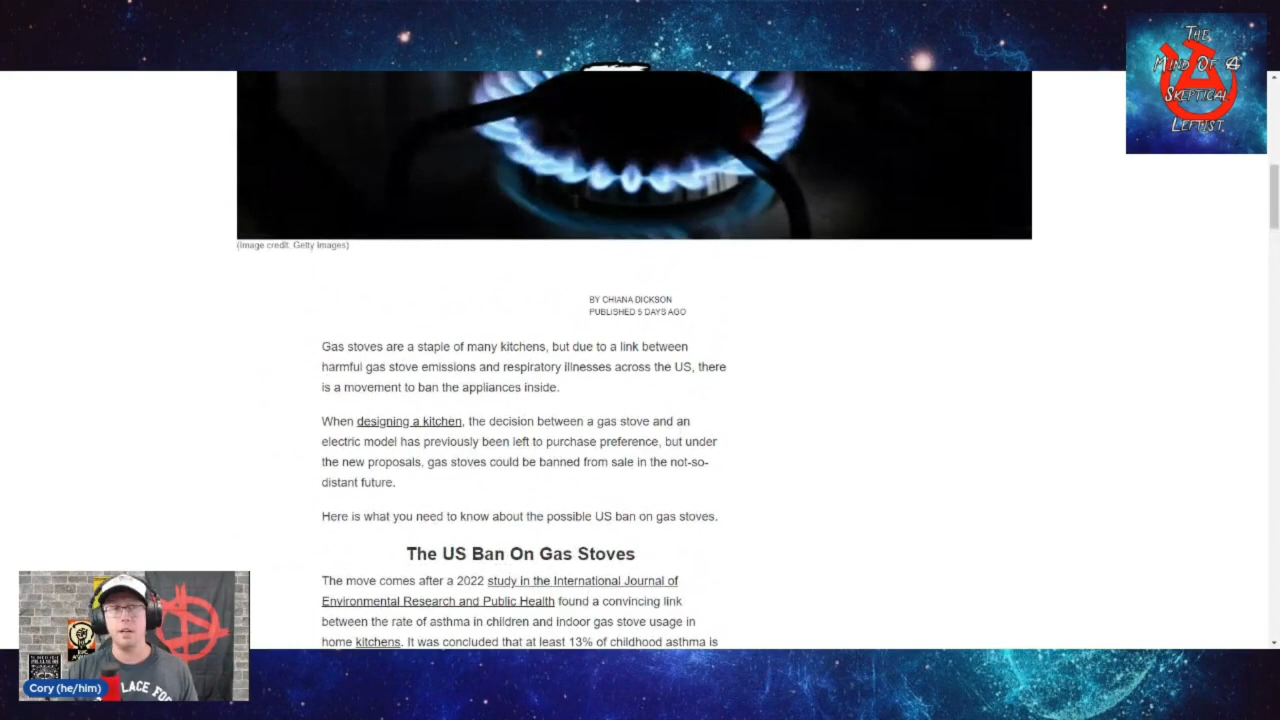 THE
MIND OF A
SKEPTICAL
LEFTIST
(Image credit: Getty Images)
BY CHIANA DICKSON
PUBLISHED 5 DAYS AGO
Gas stoves are a staple of many kitchens, but due to a link between
harmful gas stove emissions and respiratory illnesses across the US, there
is a movement to ban the appliances inside.
When designing a kitchen, the decision between a gas stove and an
electric model has previously been left to purchase preference, but under
the new proposals, gas stoves could be banned from sale in the not-so-
distant future.
Here is what you need to know about the possible US ban on gas stoves.
The US Ban On Gas Stoves
The move comes after a 2022 study in the International Journal of
Environmental Research and Public Health found a convincing link
between the rate of asthma in children and indoor gas stove usage in
home kitchens. It was concluded that at least 13% of childhood asthma is
Cory (he/him)
LACE FO